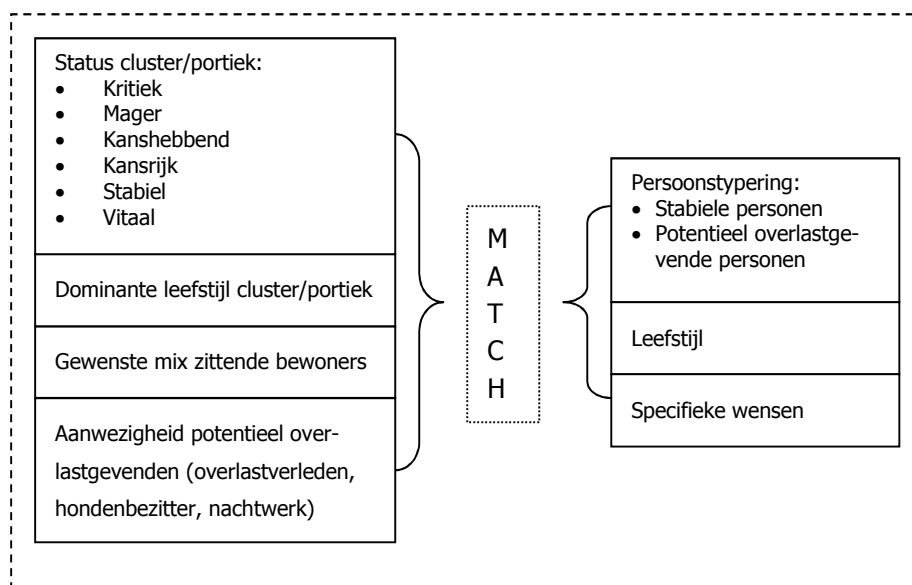 Status cluster/portiek:
• Kritiek
• Mager
• Kanshebbend
• Kansrijk
• Stabiel
• Vitaal
Dominante leefstijl cluster/portiek
Gewenste mix zittende bewoners
Aanwezigheid potentieel over-
lastgevenden (overlastverleden,
hondenbezitter, nachtwerk)
M
A
T
C
H
Persoonstypering:
• Stabiele personen
• Potentieel overlastge-
vende personen
Leefstijl
Specifieke wensen